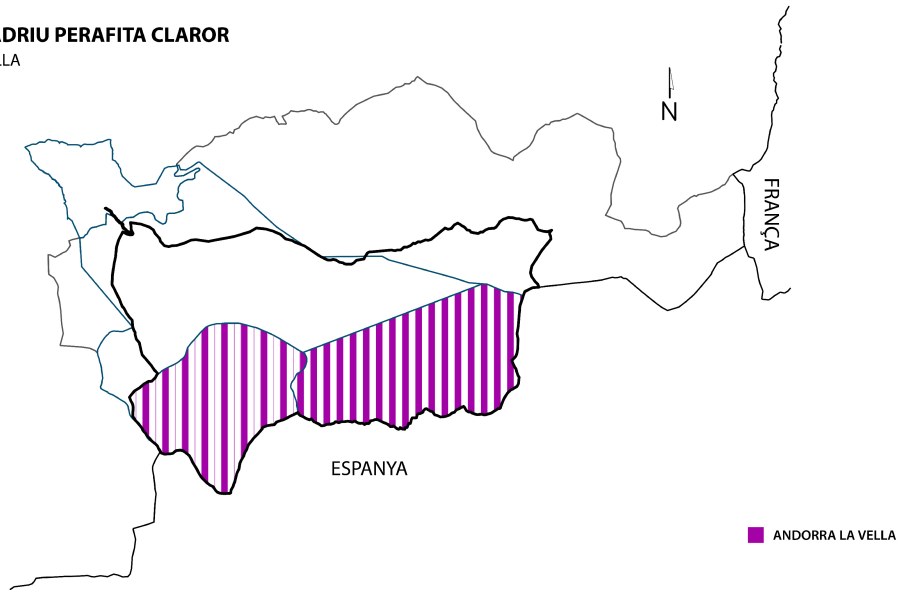 ADRIU PERAFITA CLAROR
LLA
N
FRANÇA
ESPANYA
ANDORRA LA VELLA